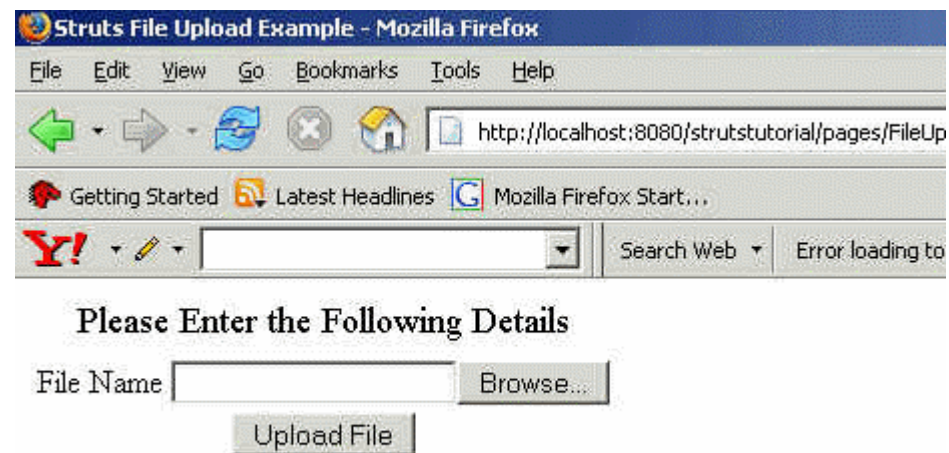 Struts File Upload Example - Mozilla Firefox
File Edit View Go Bookmarks Tools Help
http://localhost:8080/strutstutorial/pages/FileUp
Getting Started Latest Headlines G Mozilla Firefox Start...
Y! Search Web Error loading to
Please Enter the Following Details
File Name Browse...
Upload File